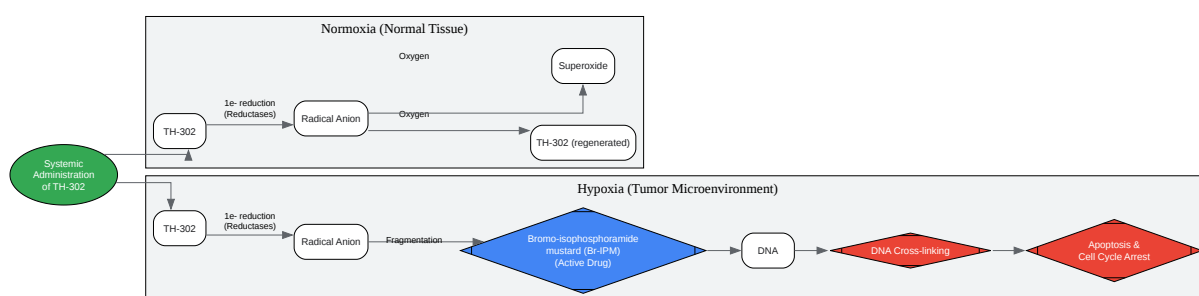 Normoxia (Normal Tissue)
Oxygen
Superoxide
1e- reduction
(Reductases)
Radical Anion
Oxygen
TH-302
TH-302 (regenerated)
Systemic
Administration
of TH-302
Hypoxia (Tumor Microenvironment)
TH-302
1e- reduction
(Reductases)
Radical Anion
Fragmentation
Bromo-isophosphoramide
mustard (Br-IPM)
(Active Drug)
DNA
DNA Cross-linking
Apoptosis &
Cell Cycle Arrest